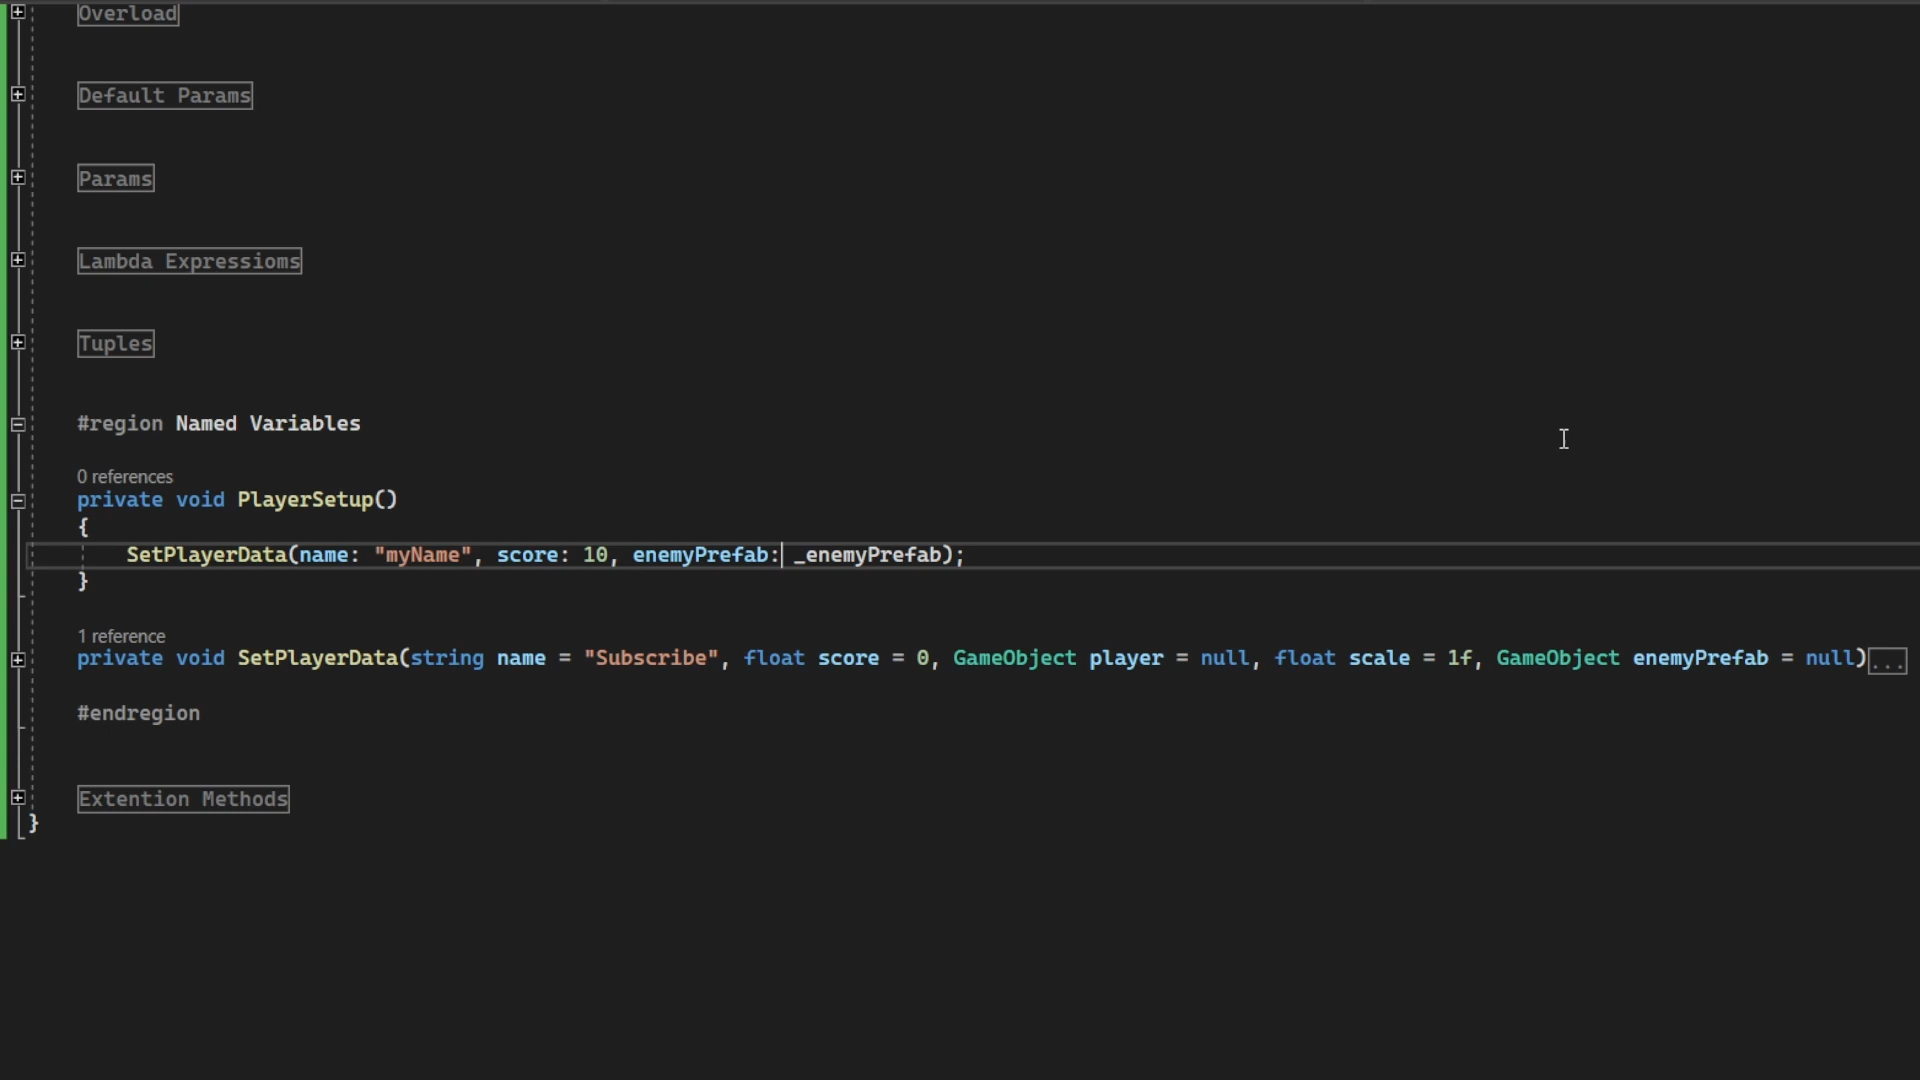 Overload
Default Params
Params
Lambda Expressioms
Tuples
#region Named Variables
0 references
private void PlayerSetup()
{
SetPlayerData(name: "myName", score: 10, enemyPrefab: _enemyPrefab);
}
1 reference
private void SetPlayerData(string name = "Subscribe", float score = 0, GameObject player = null, float scale = 1f, GameObject enemyPrefab = null)...
#endregion
Extention Methods
}